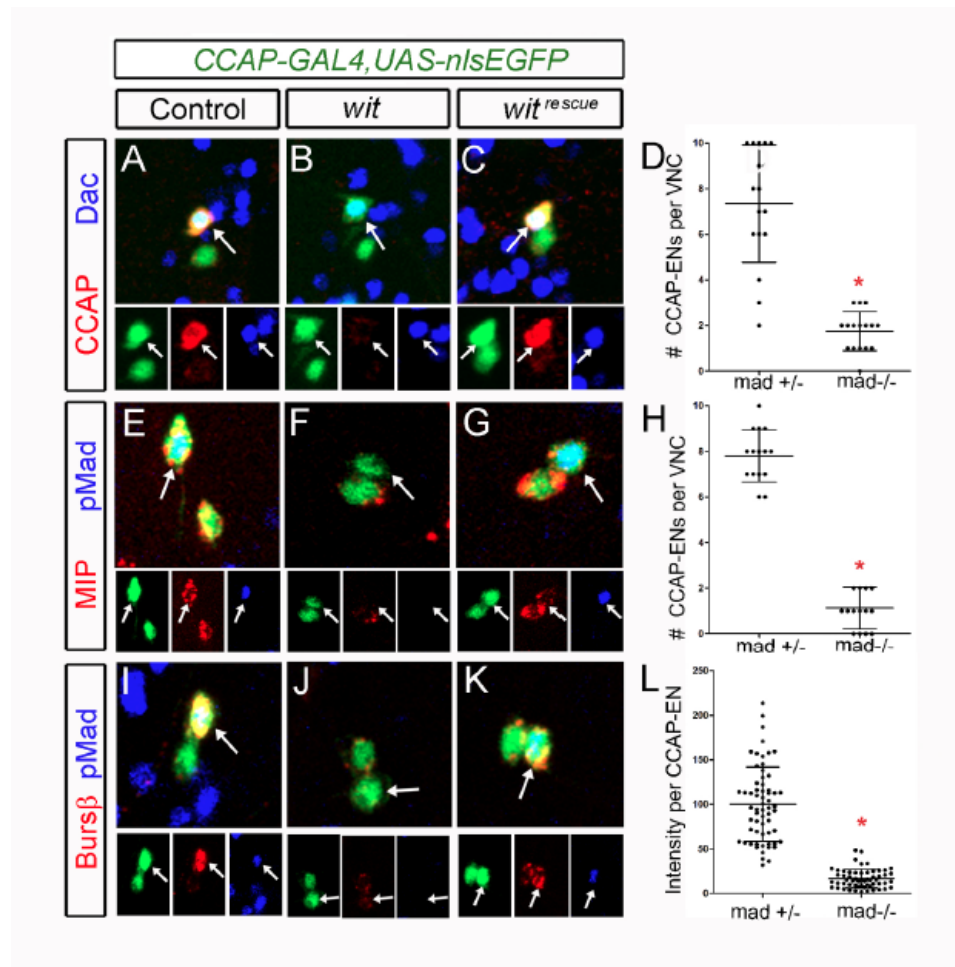 CCAP-GAL4,UAS-nlsEGFP
Control
wit
wit rescue
CCAP Dac
A
B
C
D
# CCAP-ENs per VNC
10
8
6
4
2
0
*
mad +/-
mad-/-
MIP pMad
E
F
G
H
# CCAP-ENs per VNC
10
8
6
4
2
0
*
mad +/-
mad-/-
Bursβ pMad
I
J
K
L
Intensity per CCAP-EN
250
200
150
100
50
0
*
mad +/-
mad-/-